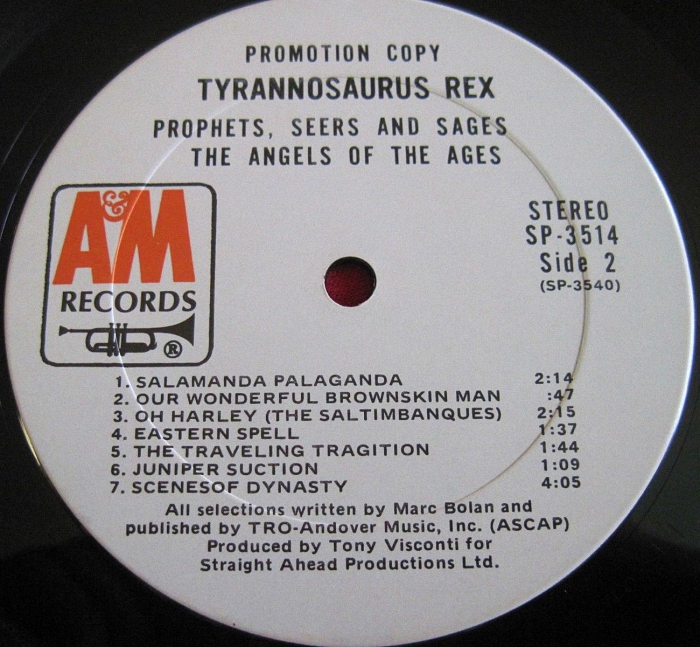 PROMOTION COPY
TYRANNOSAURUS REX
PROPHETS, SEERS AND SAGES
THE ANGELS OF THE AGES
A&M
RECORDS
®
STEREO
SP-3514
Side 2
(SP-3540)
1. SALAMANDA PALAGANDA 2:14
2. OUR WONDERFUL BROWNSKIN MAN :47
3. OH HARLEY (THE SALTIMBANQUES) 2:15
4. EASTERN SPELL 1:37
5. THE TRAVELING TRAGITION 1:44
6. JUNIPER SUCTION 1:09
7. SCENESOF DYNASTY 4:05
All selections written by Marc Bolan and
published by TRO-Andover Music, Inc. (ASCAP)
Produced by Tony Visconti for
Straight Ahead Productions Ltd.